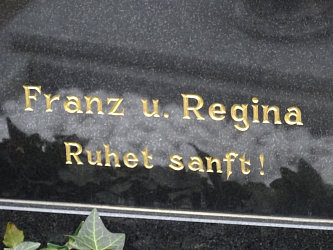 Franz u. Regina
Ruhet sanft!